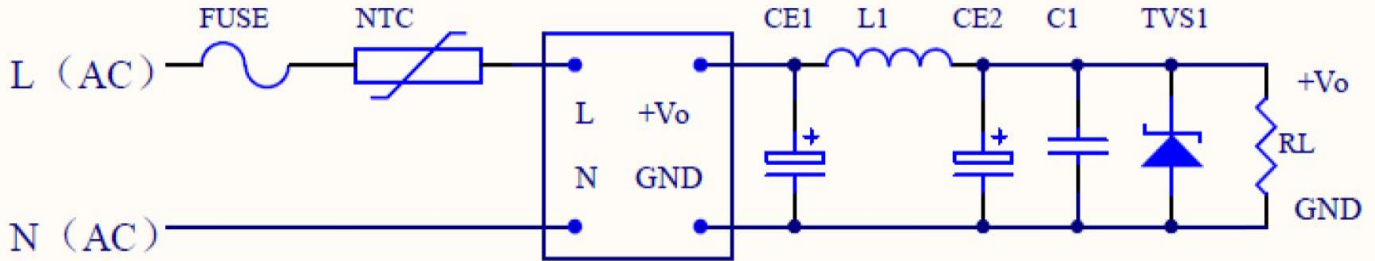 FUSE NTC CE1 L1 CE2 C1 TVS1
L（AC） +Vo
L +Vo
RL
N GND
GND
N（AC）